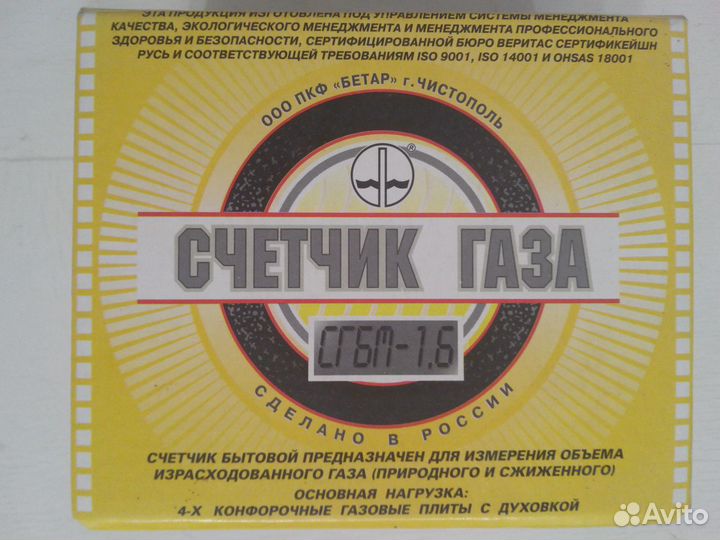 ЭТА ПРОДУКЦИЯ ИЗГОТОВЛЕНА ПОД УПРАВЛЕНИЕМ СИСТЕМЫ МЕНЕДЖМЕНТА
КАЧЕСТВА, ЭКОЛОГИЧЕСКОГО МЕНЕДЖМЕНТА И МЕНЕДЖМЕНТА ПРОФЕССИОНАЛЬНОГО
ЗДОРОВЬЯ И БЕЗОПАСНОСТИ, СЕРТИФИЦИРОВАННОЙ БЮРО ВЕРИТАС СЕРТИФИКЕЙШН
РУСЬ И СООТВЕТСТВУЮЩЕЙ ТРЕБОВАНИЯМ ISO 9001, ISO 14001 И OHSAS 18001
ООО ПКФ «БЕТАР» г. ЧИСТОПОЛЬ
®
СЧЕТЧИК ГАЗА
СГБМ-1,6
СДЕЛАНО В РОССИИ
СЧЕТЧИК БЫТОВОЙ ПРЕДНАЗНАЧЕН ДЛЯ ИЗМЕРЕНИЯ ОБЪЕМА
ИЗРАСХОДОВАННОГО ГАЗА (ПРИРОДНОГО И СЖИЖЕННОГО)
ОСНОВНАЯ НАГРУЗКА:
4-Х КОНФОРОЧНЫЕ ГАЗОВЫЕ ПЛИТЫ С ДУХОВКОЙ
Avito